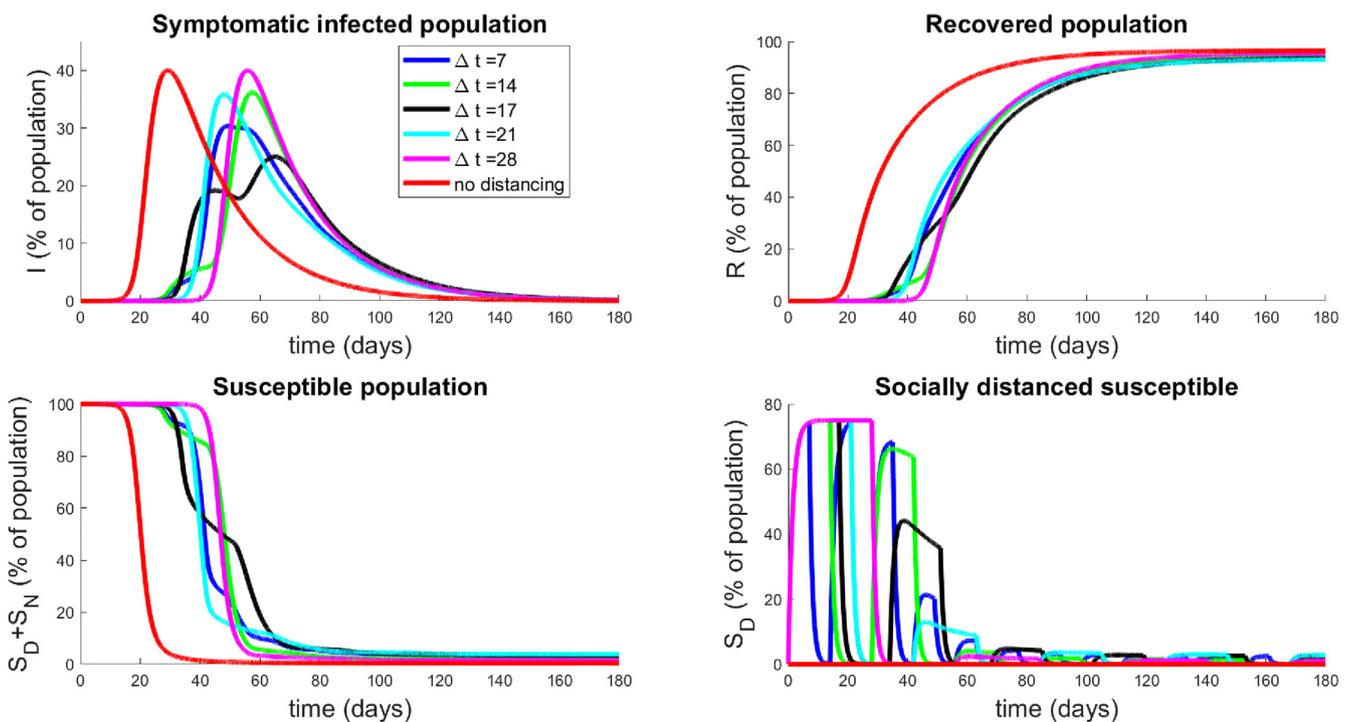 Symptomatic infected population
I (% of population)
40
30
20
10
0
0 20 40 60 80 100 120 140 160 180
time (days)
Δ t =7
Δ t =14
Δ t =17
Δ t =21
Δ t =28
no distancing
Recovered population
R (% of population)
100
80
60
40
20
0
0 20 40 60 80 100 120 140 160 180
time (days)
Susceptible population
S_D+S_N (% of population)
100
80
60
40
20
0
0 20 40 60 80 100 120 140 160 180
time (days)
Socially distanced susceptible
S_D (% of population)
80
60
40
20
0
0 20 40 60 80 100 120 140 160 180
time (days)